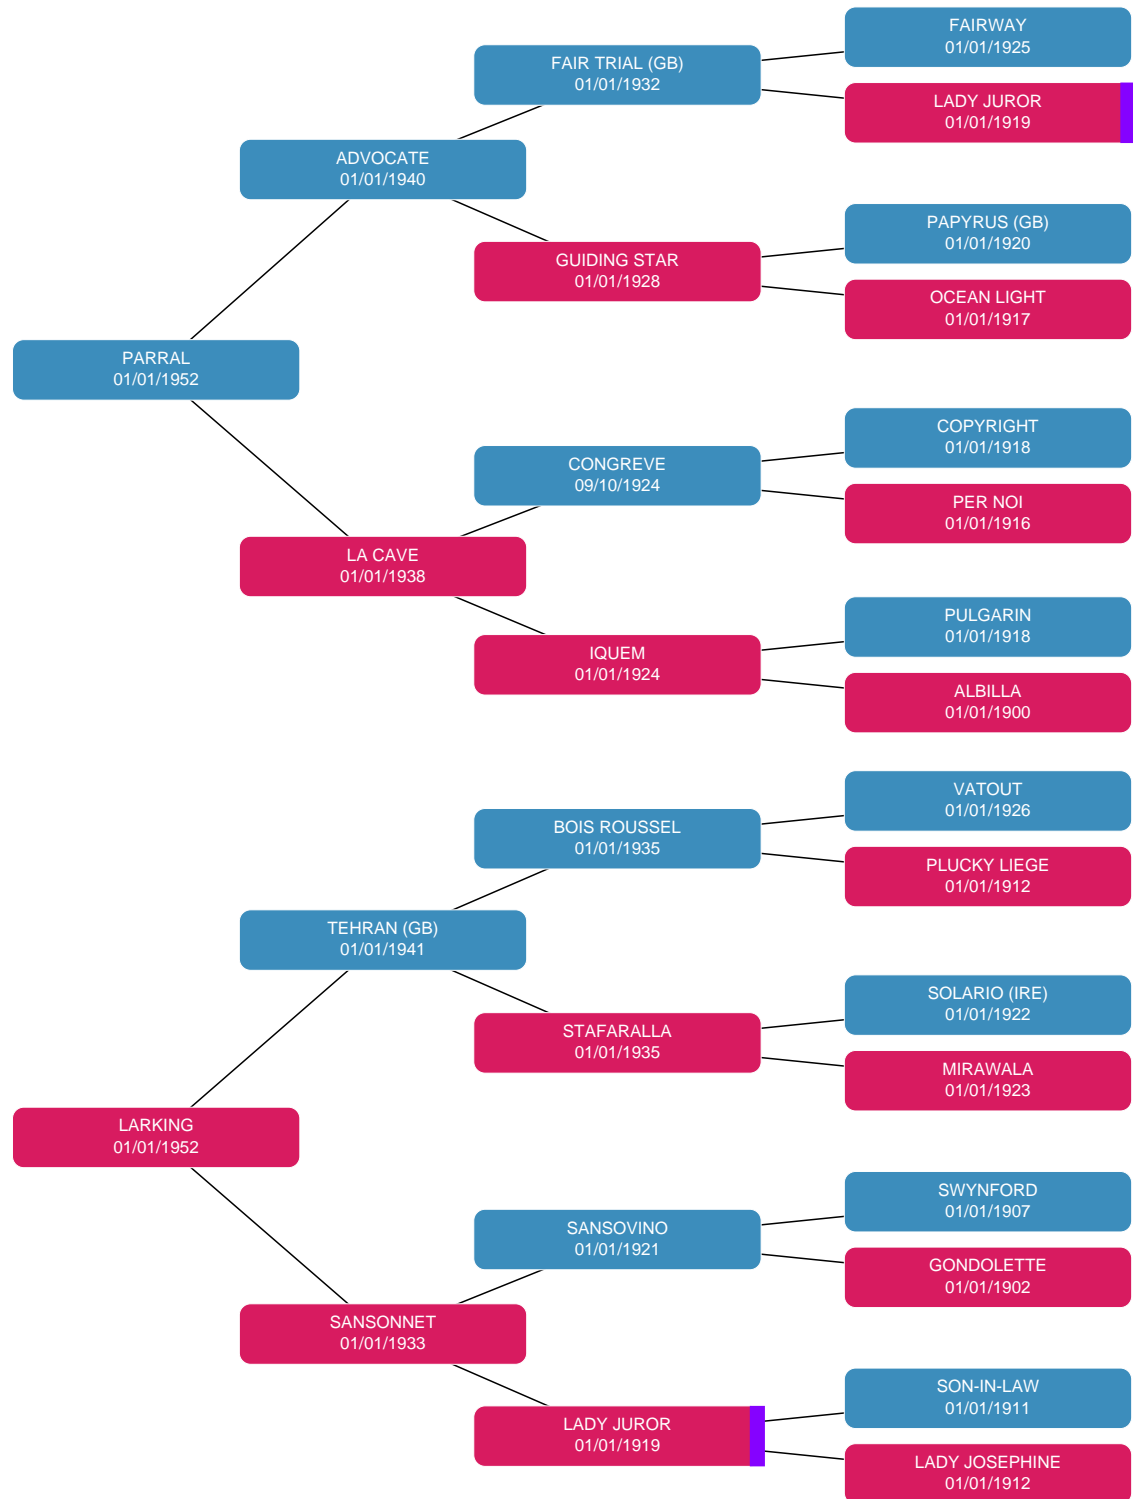 FAIRWAY
01/01/1925
FAIR TRIAL (GB)
01/01/1932
LADY JUROR
01/01/1919
ADVOCATE
01/01/1940
PAPYRUS (GB)
01/01/1920
GUIDING STAR
01/01/1928
OCEAN LIGHT
01/01/1917
PARRAL
01/01/1952
COPYRIGHT
01/01/1918
CONGREVE
09/10/1924
PER NOI
01/01/1916
LA CAVE
01/01/1938
PULGARIN
01/01/1918
IQUEM
01/01/1924
ALBILLA
01/01/1900
VATOUT
01/01/1926
BOIS ROUSSEL
01/01/1935
PLUCKY LIEGE
01/01/1912
TEHRAN (GB)
01/01/1941
SOLARIO (IRE)
01/01/1922
STAFARALLA
01/01/1935
MIRAWALA
01/01/1923
LARKING
01/01/1952
SWYNFORD
01/01/1907
SANSOVINO
01/01/1921
GONDOLETTE
01/01/1902
SANSONNET
01/01/1933
SON-IN-LAW
01/01/1911
LADY JUROR
01/01/1919
LADY JOSEPHINE
01/01/1912